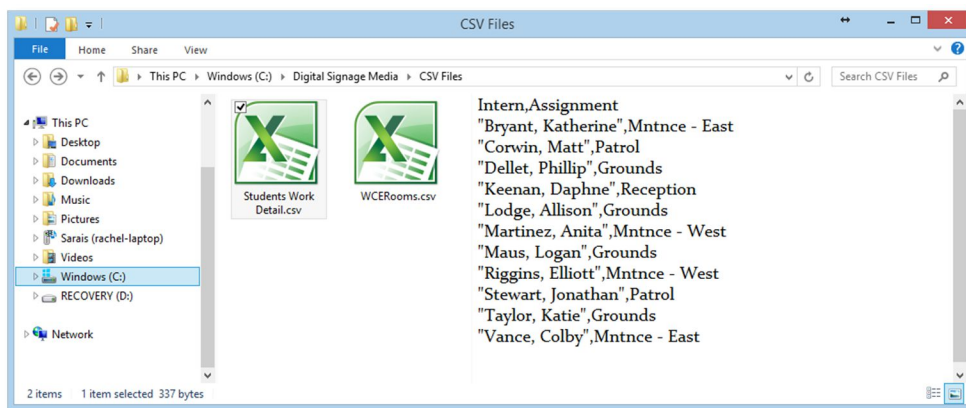 CSV Files
File Home Share View
This PC Windows (C:) Digital Signage Media CSV Files
Search CSV Files
This PC
Desktop
Documents
Downloads
Music
Pictures
Sarais (rachel-laptop)
Videos
Windows (C:)
RECOVERY (D:)
Network
Students Work
Detail.csv
WCERooms.csv
Intern,Assignment
"Bryant, Katherine",Mntnce - East
"Corwin, Matt",Patrol
"Dellet, Phillip",Grounds
"Keenan, Daphne",Reception
"Lodge, Allison",Grounds
"Martinez, Anita",Mntnce - West
"Maus, Logan",Grounds
"Riggins, Elliott",Mntnce - West
"Stewart, Jonathan",Patrol
"Taylor, Katie",Grounds
"Vance, Colby",Mntnce - East
2 items 1 item selected 337 bytes